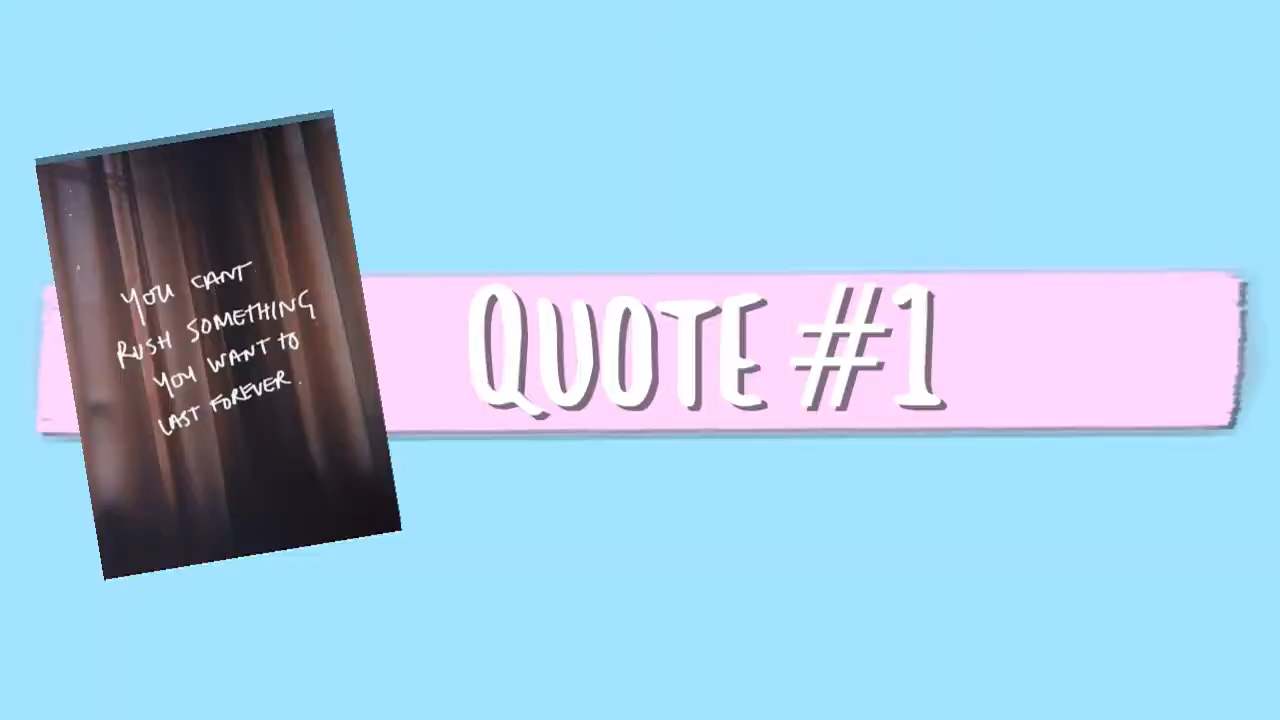 YOU CANT
RUSH SOMETHING
YOU WANT TO
LAST FOREVER.
QUOTE #1